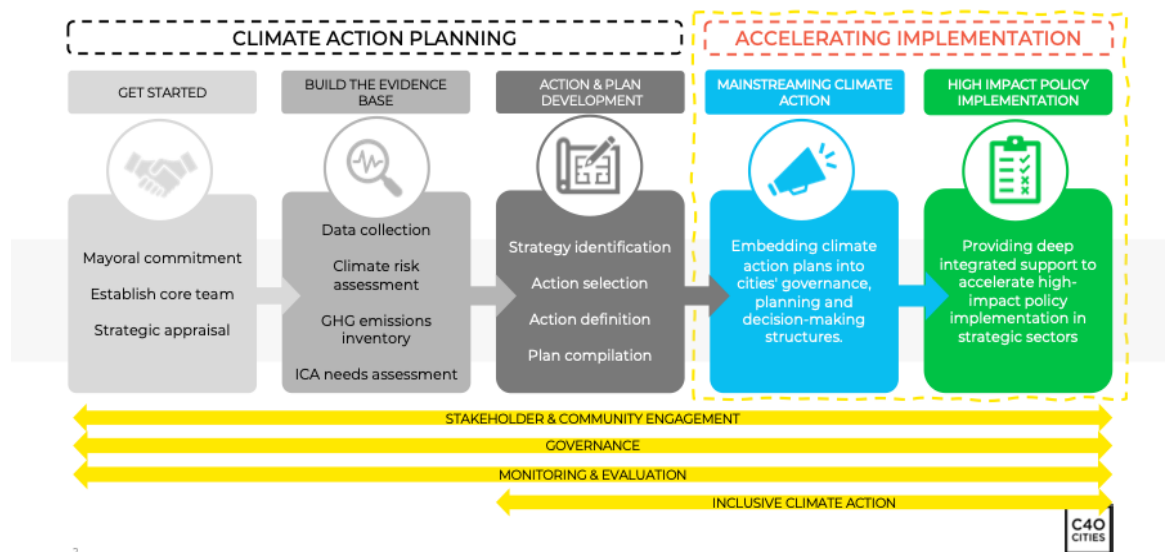 CLIMATE ACTION PLANNING
ACCELERATING IMPLEMENTATION
GET STARTED
BUILD THE EVIDENCE
BASE
ACTION & PLAN
DEVELOPMENT
MAINSTREAMING CLIMATE
ACTION
HIGH IMPACT POLICY
IMPLEMENTATION
Mayoral commitment
Establish core team
Strategic appraisal
Data collection
Climate risk
assessment
GHG emissions
inventory
ICA needs assessment
Strategy identification
Action selection
Action definition
Plan compilation
Embedding climate
action plans into
cities' governance,
planning and
decision-making
structures.
Providing deep
integrated support to
accelerate high-
impact policy
implementation in
strategic sectors
STAKEHOLDER & COMMUNITY ENGAGEMENT
GOVERNANCE
MONITORING & EVALUATION
INCLUSIVE CLIMATE ACTION
C40
CITIES